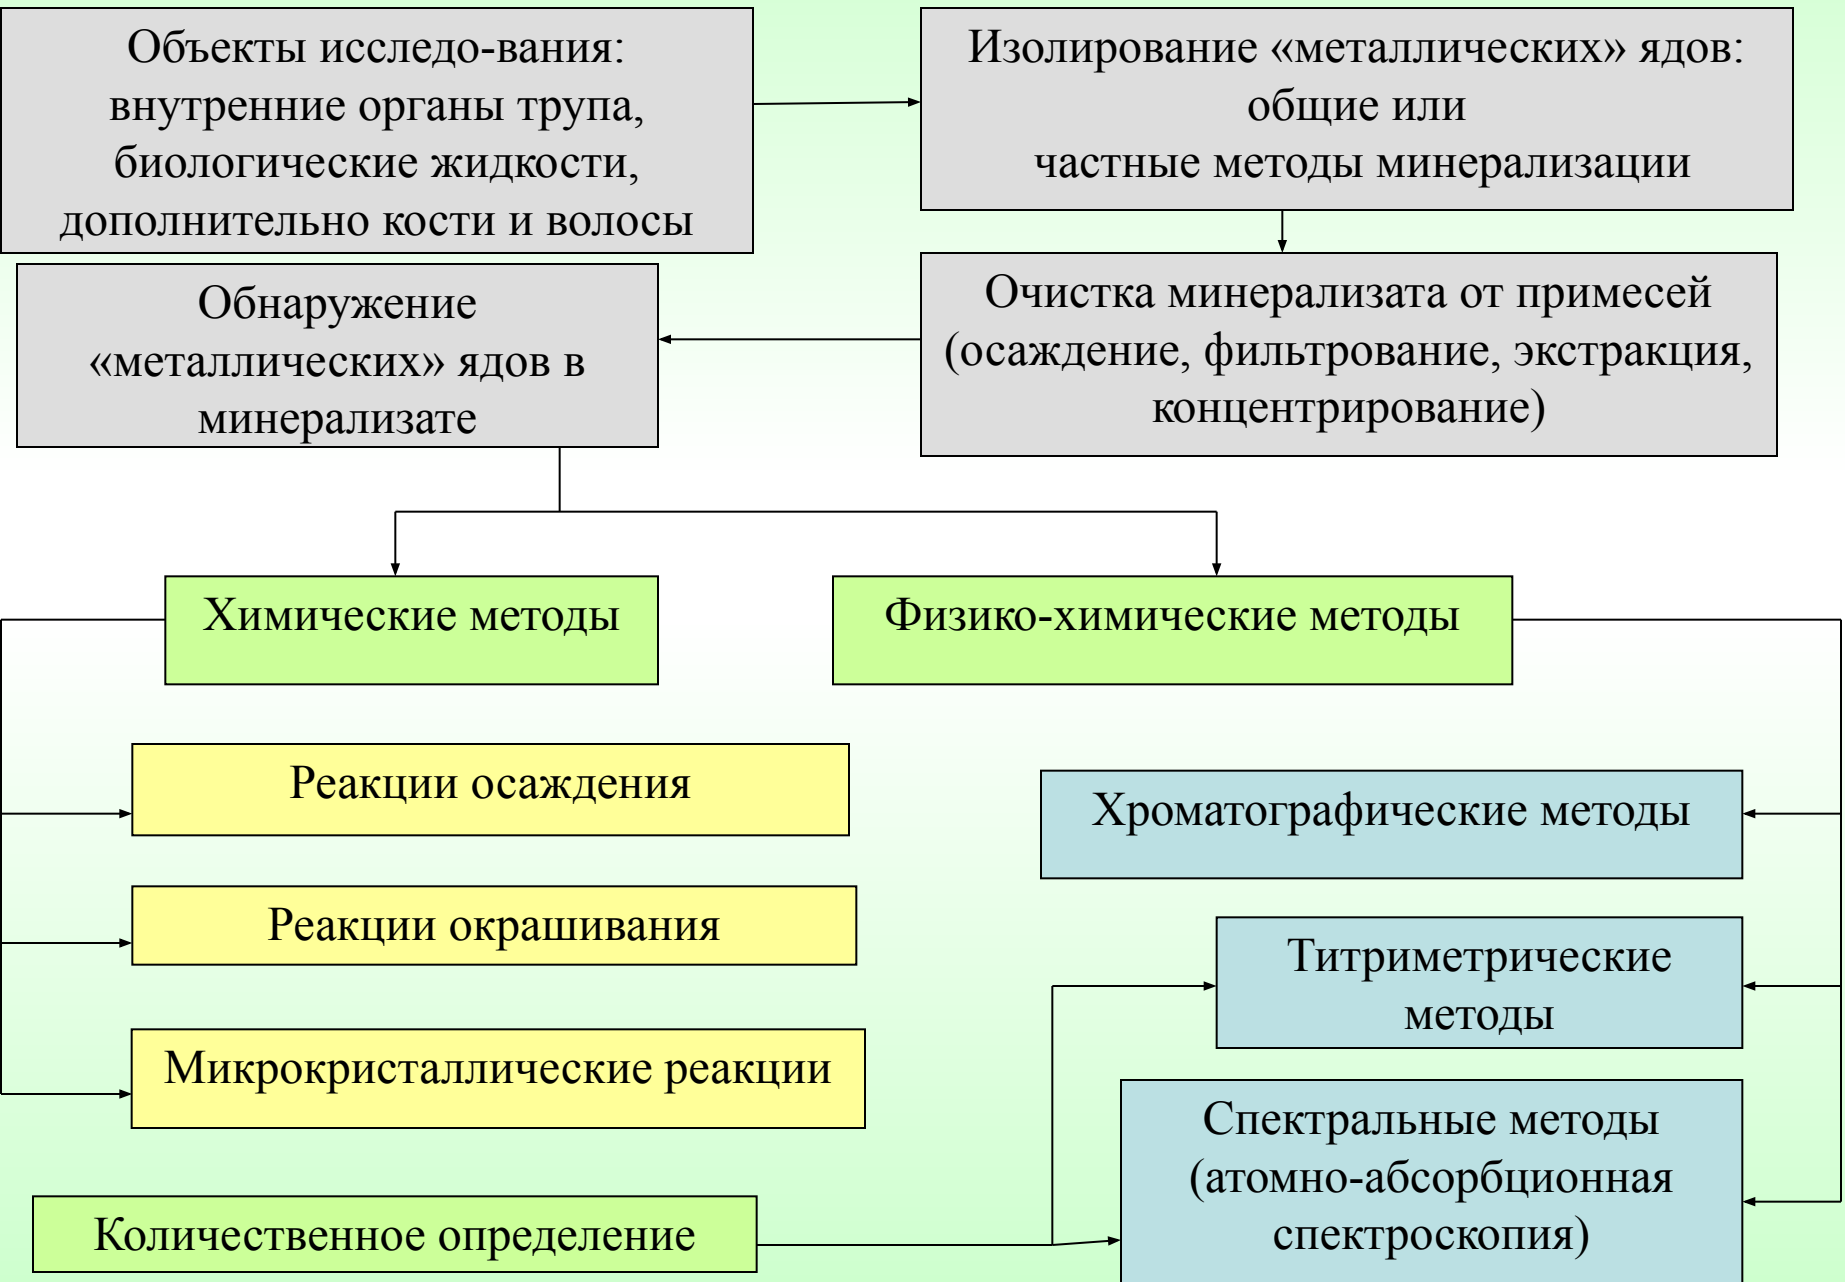 Объекты исследо-вания:
внутренние органы трупа,
биологические жидкости,
дополнительно кости и волосы
Изолирование «металлических» ядов:
общие или
частные методы минерализации
Очистка минерализата от примесей
(осаждение, фильтрование, экстракция,
концентрирование)
Обнаружение
«металлических» ядов в
минерализате
Химические методы
Физико-химические методы
Реакции осаждения
Реакции окрашивания
Микрокристаллические реакции
Хроматографические методы
Титриметрические
методы
Спектральные методы
(атомно-абсорбционная
спектроскопия)
Количественное определение